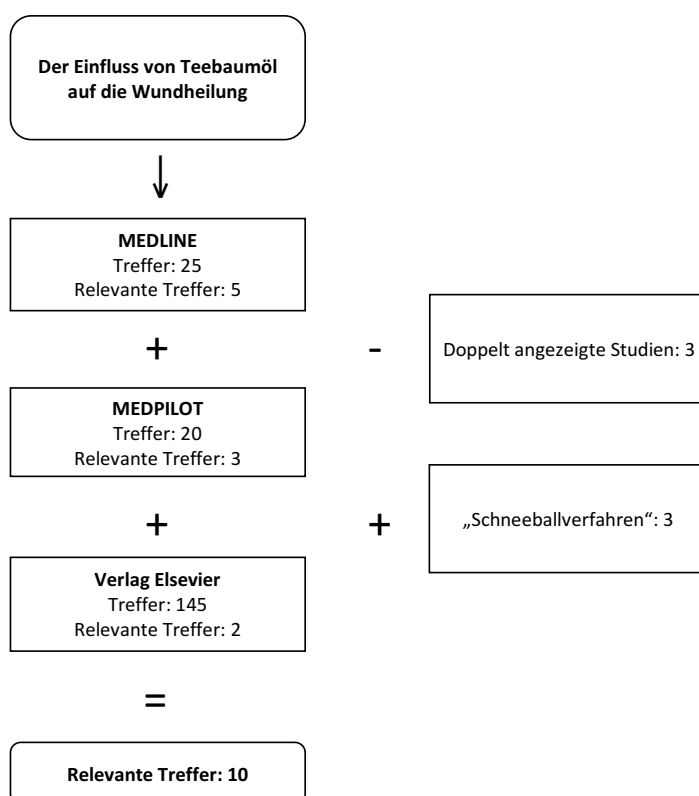 Der Einfluss von Teebaumöl
auf die Wundheilung
↓
MEDLINE
Treffer: 25
Relevante Treffer: 5
+
-
Doppelt angezeigte Studien: 3
MEDPILOT
Treffer: 20
Relevante Treffer: 3
+
+
„Schneeballverfahren“: 3
Verlag Elsevier
Treffer: 145
Relevante Treffer: 2
=
Relevante Treffer: 10